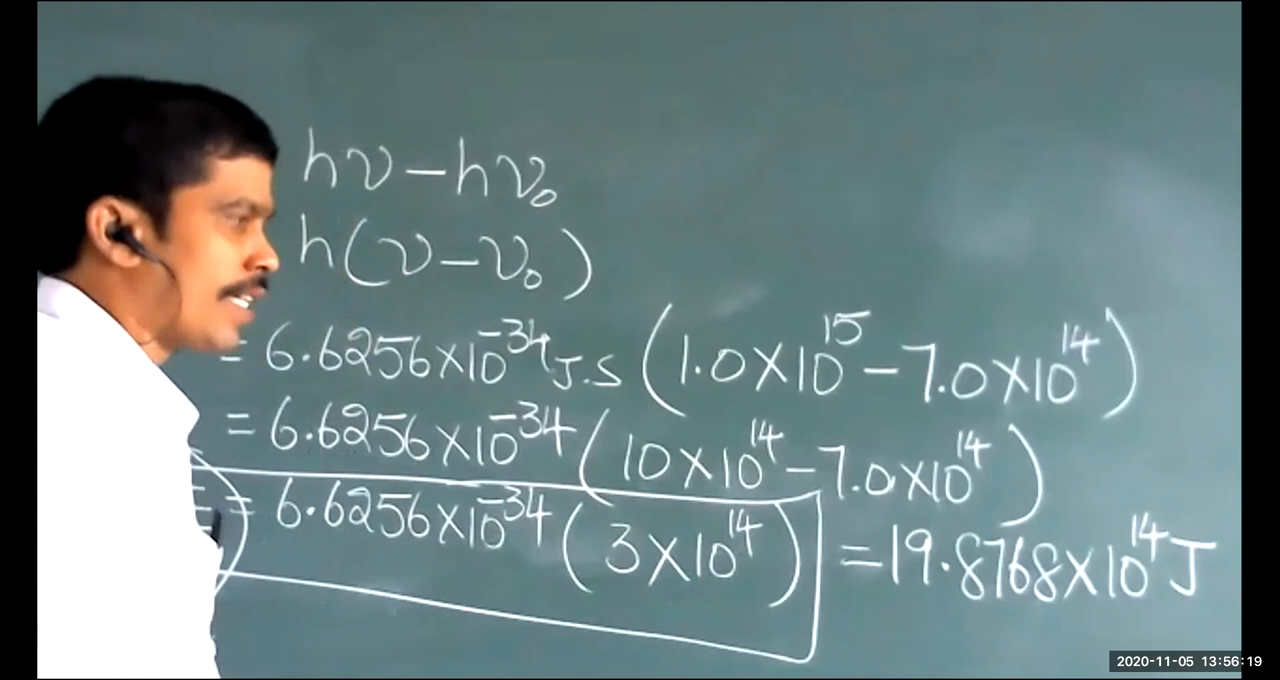 hν−hν₀
h(ν−ν₀)
= 6.6256×10⁻³⁴ J.S (1.0×10¹⁵ − 7.0×10¹⁴)
= 6.6256×10⁻³⁴ (10×10¹⁴ − 7.0×10¹⁴)
= 6.6256×10⁻³⁴ (3×10¹⁴) = 19.8768×10¹⁴ J
2020-11-05 13:56:19